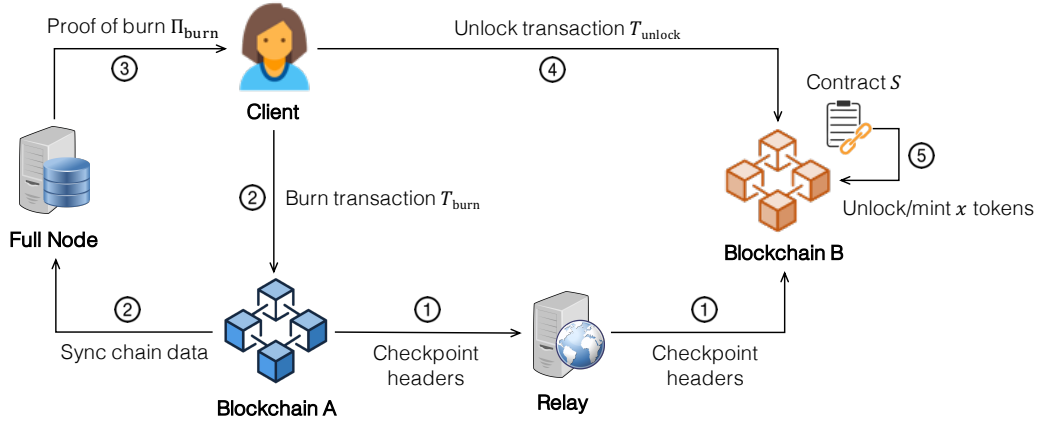 Proof of burn Π_burn
③
Unlock transaction T_unlock
④
Client
Contract S
⑤
Unlock/mint x tokens
Full Node
②
Burn transaction T_burn
Blockchain B
②
Sync chain data
Blockchain A
①
Checkpoint
headers
Relay
①
Checkpoint
headers